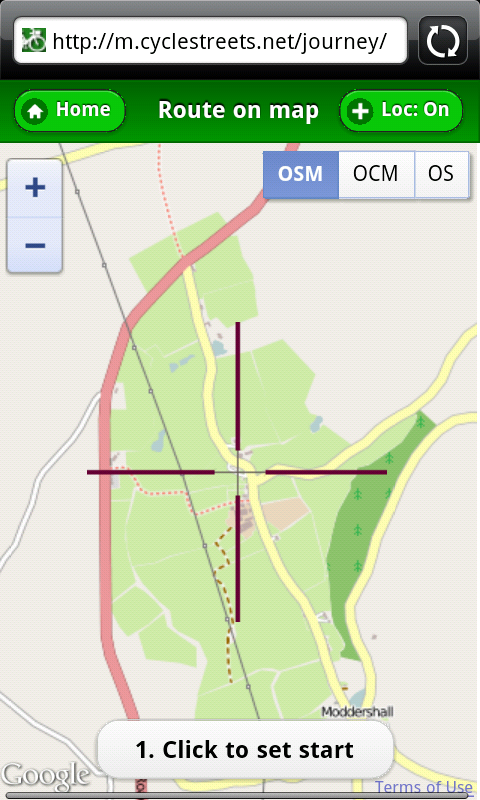 http://m.cyclestreets.net/journey/
Home
Route on map
Loc: On
+
OSM
OCM
OS
−
Moddershall
1. Click to set start
Google
Terms of Use